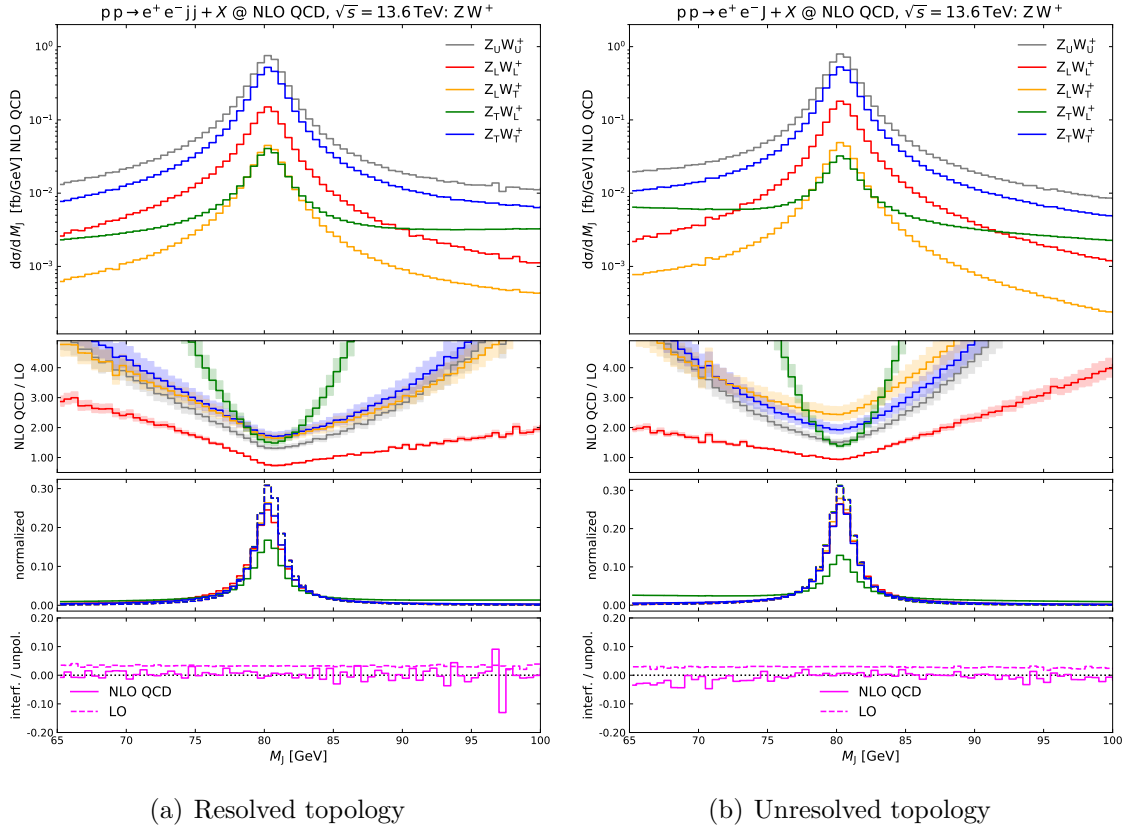 p p → e⁺ e⁻ jj + X @ NLO QCD, √s = 13.6 TeV: Z W⁺
dσ/d M_J [fb/GeV] NLO QCD
10⁰
10⁻¹
10⁻²
10⁻³
Z_U W_U⁺
Z_L W_L⁺
Z_L W_T⁺
Z_T W_L⁺
Z_T W_T⁺
NLO QCD / LO
4.00
3.00
2.00
1.00
normalized
0.30
0.20
0.10
0.00
interf. / unpol.
0.20
0.10
0.00
-0.10
-0.20
NLO QCD
LO
65 70 75 80 85 90 95 100
M_J [GeV]
(a) Resolved topology
p p → e⁺ e⁻ J + X @ NLO QCD, √s = 13.6 TeV: Z W⁺
dσ/d M_J [fb/GeV] NLO QCD
10⁰
10⁻¹
10⁻²
10⁻³
Z_U W_U⁺
Z_L W_L⁺
Z_L W_T⁺
Z_T W_L⁺
Z_T W_T⁺
NLO QCD / LO
4.00
3.00
2.00
1.00
normalized
0.30
0.20
0.10
0.00
interf. / unpol.
0.20
0.10
0.00
-0.10
-0.20
NLO QCD
LO
65 70 75 80 85 90 95 100
M_J [GeV]
(b) Unresolved topology